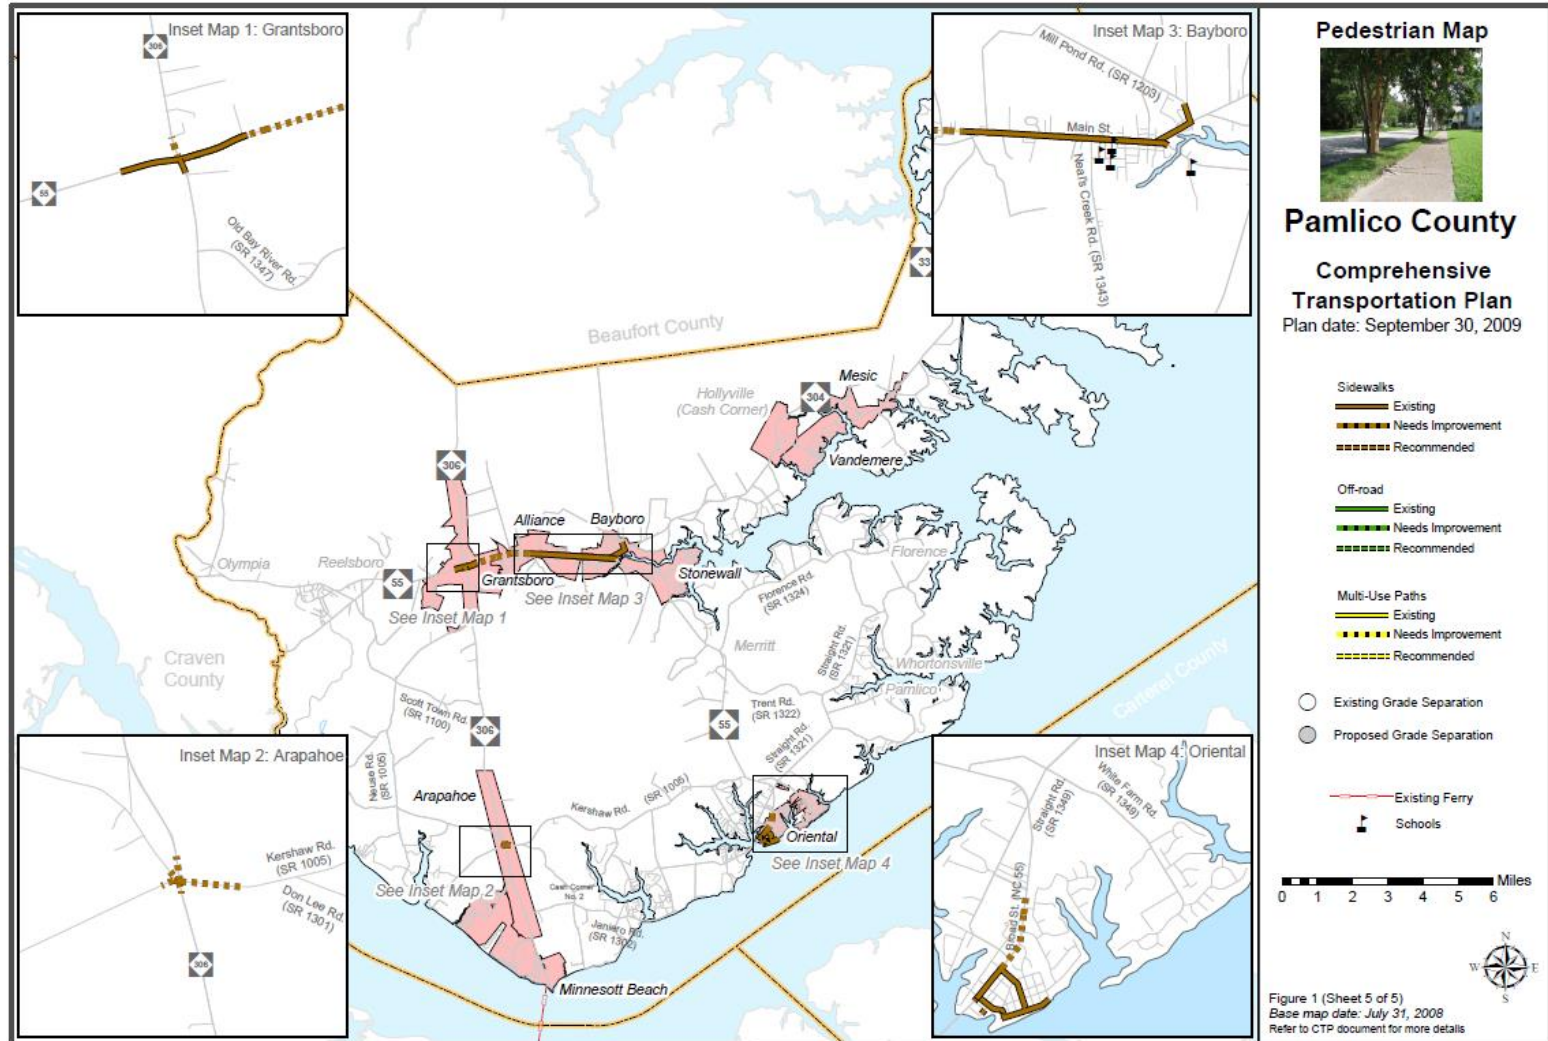 Inset Map 1: Grantsboro
306
55
Old Bay River Rd.
(SR 1347)
Inset Map 3: Bayboro
Mill Pond Rd. (SR 1203)
Main St.
Neal's Creek Rd. (SR 1343)
33
Beaufort County
Hollyville
(Cash Corner)
304
Mesic
Vandemere
306
Alliance
Bayboro
Olympia
Reelsboro
55
Grantsboro
See Inset Map 1
See Inset Map 3
Stonewall
Florence
Florence Rd.
(SR 1324)
Merritt
Straight Rd.
(SR 1321)
Whortonsville
Pamlico
Craven
County
Carteret County
Scott Town Rd.
(SR 1100)
306
55
Trent Rd.
(SR 1322)
Straight Rd.
(SR 1321)
Neuse Rd.
(SR 1005)
Arapahoe
Kershaw Rd.
(SR 1005)
Oriental
See Inset Map 4
See Inset Map 2
Cash Corner
No. 2
Janiero Rd.
(SR 1302)
Minnesott Beach
Inset Map 2: Arapahoe
Kershaw Rd.
(SR 1005)
Don Lee Rd.
(SR 1301)
306
Inset Map 4: Oriental
Straight Rd.
(SR 1349)
White Farm Rd.
(SR 1349)
Broad St. (NC 55)
Pedestrian Map
Pamlico County
Comprehensive
Transportation Plan
Plan date: September 30, 2009
Sidewalks
Existing
Needs Improvement
Recommended
Off-road
Existing
Needs Improvement
Recommended
Multi-Use Paths
Existing
Needs Improvement
Recommended
Existing Grade Separation
Proposed Grade Separation
Existing Ferry
Schools
Miles
0 1 2 3 4 5 6
N
W E
S
Figure 1 (Sheet 5 of 5)
Base map date: July 31, 2008
Refer to CTP document for more details